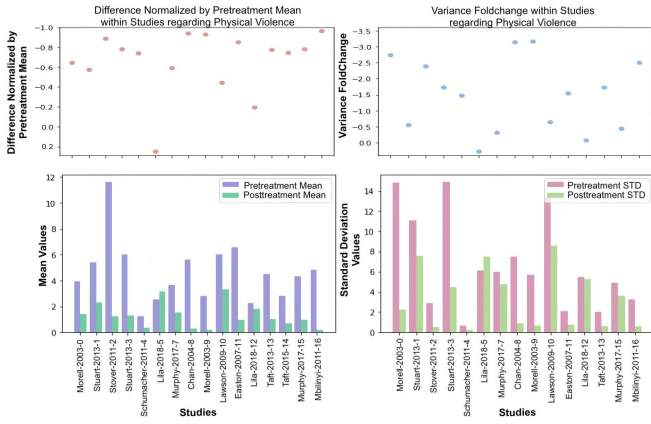 Difference Normalized by Pretreatment Mean
within Studies regarding Physical Violence
Difference Normalized by
Pretreatment Mean
−1.0
−0.8
−0.6
−0.4
−0.2
0.0
0.2
Variance Foldchange within Studies
regarding Physical Violence
Variance FoldChange
−3.5
−3.0
−2.5
−2.0
−1.5
−1.0
−0.5
0.0
Mean Values
12
10
8
6
4
2
0
Pretreatment Mean
Posttreatment Mean
Morell-2003-0
Stuart-2013-1
Stover-2011-2
Stuart-2013-3
Schumacher-2011-4
Lila-2018-5
Murphy-2017-7
Chan-2004-8
Morell-2003-9
Lawson-2009-10
Easton-2007-11
Lila-2018-12
Taft-2013-13
Taft-2015-14
Murphy-2017-15
Mbilinyi-2011-16
Studies
Standard Deviation
Values
14
12
10
8
6
4
2
0
Pretreatment STD
Posttreatment STD
Morell-2003-0
Stuart-2013-1
Stover-2011-2
Stuart-2013-3
Schumacher-2011-4
Lila-2018-5
Murphy-2017-7
Chan-2004-8
Morell-2003-9
Lawson-2009-10
Easton-2007-11
Lila-2018-12
Taft-2013-13
Murphy-2017-15
Mbilinyi-2011-16
Studies